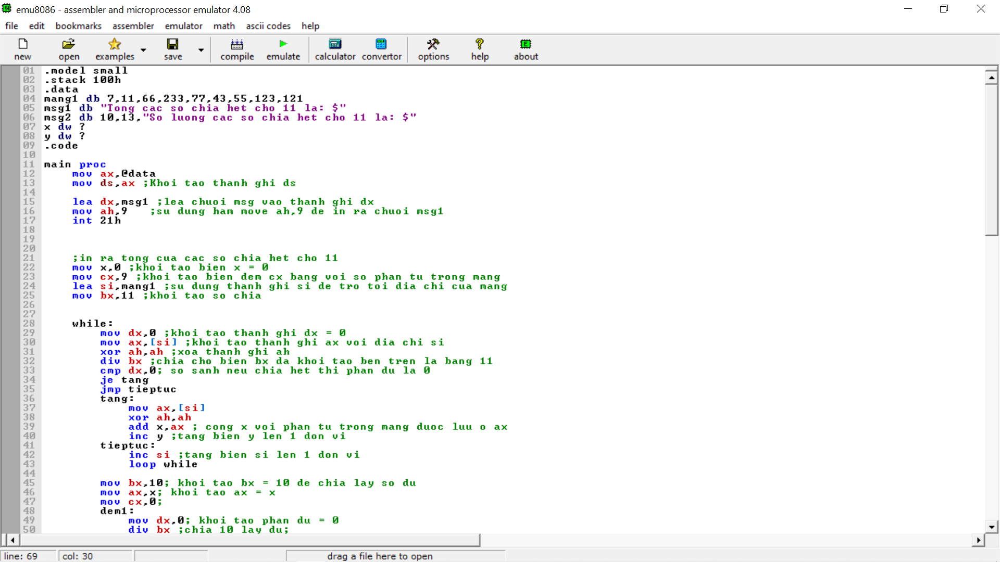 emu8086 - assembler and microprocessor emulator 4.08
file edit bookmarks assembler emulator math ascii codes help
new open examples save compile emulate calculator convertor options help about
01 .model small
02 .stack 100h
03 .data
04 mang1 db 7,11,66,233,77,43,55,123,121
05 msg1 db "Tong cac so chia het cho 11 la: $"
06 msg2 db 10,13,"So luong cac so chia het cho 11 la: $"
07 x dw ?
08 y dw ?
09 .code
10
11 main proc
12 mov ax,@data
13 mov ds,ax ;Khoi tao thanh ghi ds
14
15 lea dx,msg1 ;lea chuoi msg vao thanh ghi dx
16 mov ah,9 ;su dung ham move ah,9 de in ra chuoi msg1
17 int 21h
18
19
20
21 ;in ra tong cua cac so chia het cho 11
22 mov x,0 ;khoi tao bien x = 0
23 mov cx,9 ;khoi tao bien dem cx bang voi so phan tu trong mang
24 lea si,mang1 ;su dung thanh ghi si de tro toi dia chi cua mang
25 mov bx,11 ;khoi tao so chia
26
27
28 while:
29 mov dx,0 ;khoi tao thanh ghi dx = 0
30 mov ax,[si] ;khoi tao thanh ghi ax voi dia chi si
31 xor ah,ah ;xoa thanh ghi ah
32 div bx ;chia cho bien bx da khoi tao ben tren la bang 11
33 cmp dx,0; so sanh neu chia het thi phan du la 0
34 je tang
35 jmp tieptuc
36 tang:
37 mov ax,[si]
38 xor ah,ah
39 add x,ax ; cong x voi phan tu trong mang duoc luu o ax
40 inc y ;tang bien y len 1 don vi
41 tieptuc:
42 inc si ;tang bien si len 1 don vi
43 loop while
44
45 mov bx,10; khoi tao bx = 10 de chia lay so du
46 mov ax,x; khoi tao ax = x
47 mov cx,0;
48 dem1:
49 mov dx,0; khoi tao phan du = 0
50 div bx ;chia 10 lay du;
line: 69 col: 30 drag a file here to open